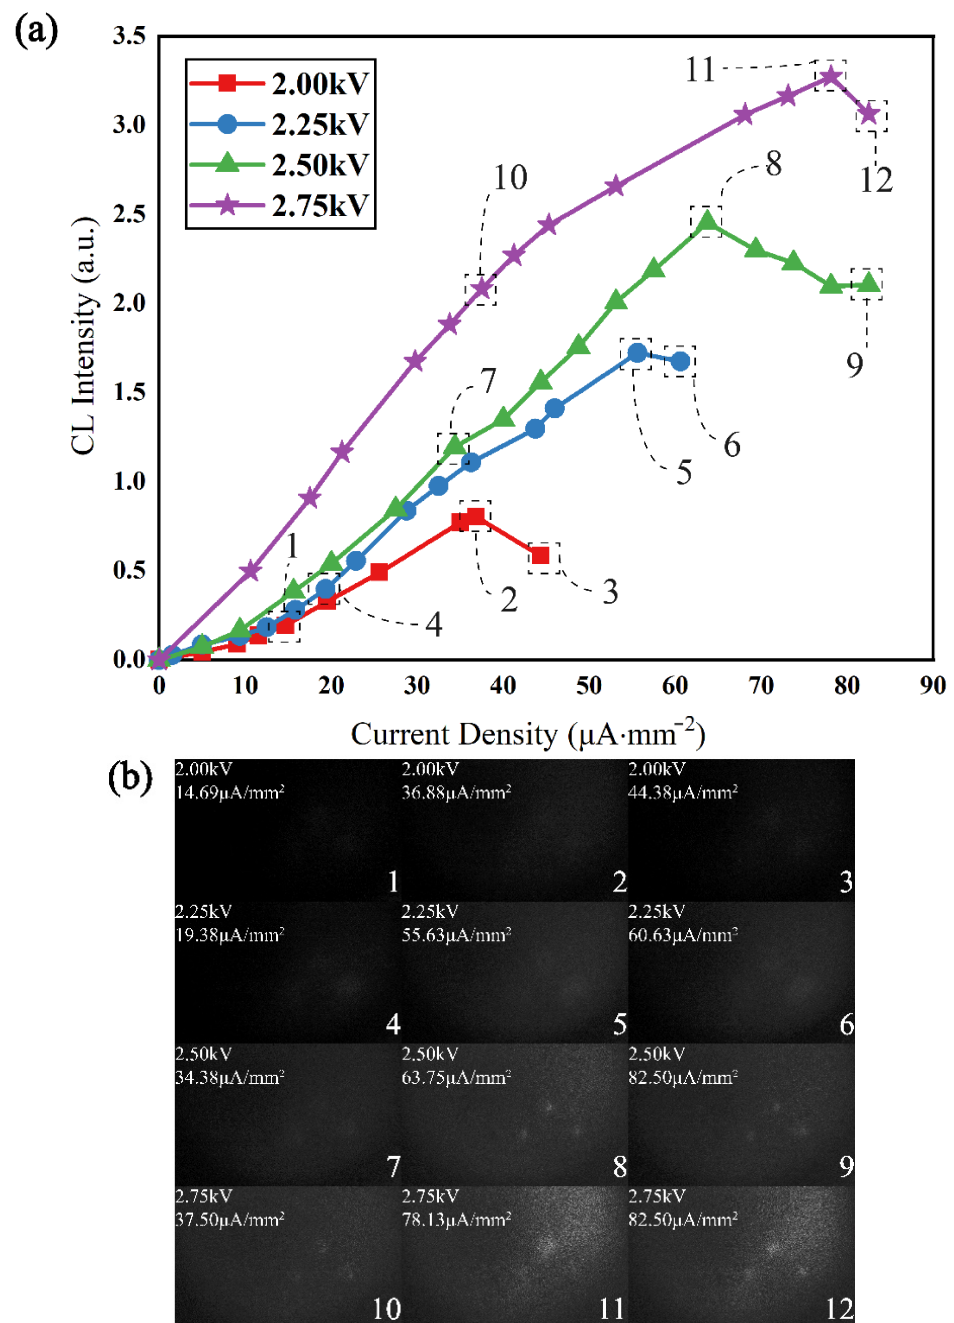 (a)
3.5
3.0
2.5
2.0
1.5
1.0
0.5
0.0
CL Intensity (a.u.)
2.00kV
2.25kV
2.50kV
2.75kV
1
2
3
4
5
6
7
8
9
10
11
12
0 10 20 30 40 50 60 70 80 90
Current Density (μA·mm⁻²)
(b)
2.00kV
14.69μA/mm²
1
2.00kV
36.88μA/mm²
2
2.00kV
44.38μA/mm²
3
2.25kV
19.38μA/mm²
4
2.25kV
55.63μA/mm²
5
2.25kV
60.63μA/mm²
6
2.50kV
34.38μA/mm²
7
2.50kV
63.75μA/mm²
8
2.50kV
82.50μA/mm²
9
2.75kV
37.50μA/mm²
10
2.75kV
78.13μA/mm²
11
2.75kV
82.50μA/mm²
12